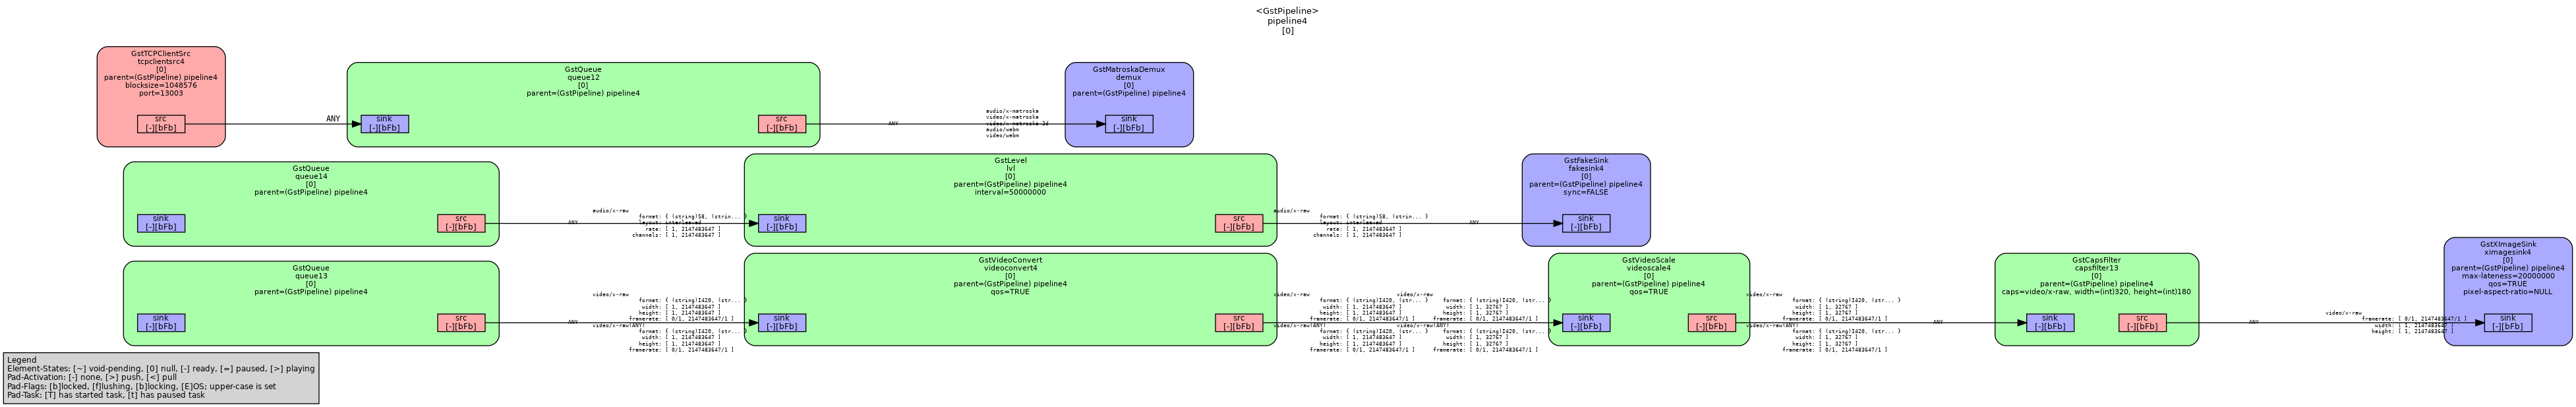 <GstPipeline>
pipeline4
[0]
GstTCPClientSrc
tcpclientsrc4
[0]
parent=(GstPipeline) pipeline4
blocksize=1048576
port=13003
src
[-][bFb]
ANY
GstQueue
queue12
[0]
parent=(GstPipeline) pipeline4
sink
[-][bFb]
src
[-][bFb]
ANY
audio/x-matroska
video/x-matroska
video/x-matroska-3d
audio/webm
video/webm
GstMatroskaDemux
demux
[0]
parent=(GstPipeline) pipeline4
sink
[-][bFb]
GstQueue
queue14
[0]
parent=(GstPipeline) pipeline4
sink
[-][bFb]
src
[-][bFb]
ANY
audio/x-raw
format: { (string)S8, (strin... }
layout: interleaved
rate: [ 1, 2147483647 ]
channels: [ 1, 2147483647 ]
GstLevel
lvl
[0]
parent=(GstPipeline) pipeline4
interval=50000000
sink
[-][bFb]
src
[-][bFb]
audio/x-raw
format: { (string)S8, (strin... }
layout: interleaved
rate: [ 1, 2147483647 ]
channels: [ 1, 2147483647 ]
ANY
GstFakeSink
fakesink4
[0]
parent=(GstPipeline) pipeline4
sync=FALSE
sink
[-][bFb]
GstQueue
queue13
[0]
parent=(GstPipeline) pipeline4
sink
[-][bFb]
src
[-][bFb]
ANY
video/x-raw
format: { (string)I420, (str... }
width: [ 1, 2147483647 ]
height: [ 1, 2147483647 ]
framerate: [ 0/1, 2147483647/1 ]
video/x-raw(ANY)
format: { (string)I420, (str... }
width: [ 1, 2147483647 ]
height: [ 1, 2147483647 ]
framerate: [ 0/1, 2147483647/1 ]
GstVideoConvert
videoconvert4
[0]
parent=(GstPipeline) pipeline4
qos=TRUE
sink
[-][bFb]
src
[-][bFb]
video/x-raw
format: { (string)I420, (str... }
width: [ 1, 2147483647 ]
height: [ 1, 2147483647 ]
framerate: [ 0/1, 2147483647/1 ]
video/x-raw(ANY)
format: { (string)I420, (str... }
width: [ 1, 2147483647 ]
height: [ 1, 2147483647 ]
framerate: [ 0/1, 2147483647/1 ]
video/x-raw
format: { (string)I420, (str... }
width: [ 1, 32767 ]
height: [ 1, 32767 ]
framerate: [ 0/1, 2147483647/1 ]
video/x-raw(ANY)
format: { (string)I420, (str... }
width: [ 1, 32767 ]
height: [ 1, 32767 ]
framerate: [ 0/1, 2147483647/1 ]
GstVideoScale
videoscale4
[0]
parent=(GstPipeline) pipeline4
qos=TRUE
sink
[-][bFb]
src
[-][bFb]
video/x-raw
format: { (string)I420, (str... }
width: [ 1, 32767 ]
height: [ 1, 32767 ]
framerate: [ 0/1, 2147483647/1 ]
video/x-raw(ANY)
format: { (string)I420, (str... }
width: [ 1, 32767 ]
height: [ 1, 32767 ]
framerate: [ 0/1, 2147483647/1 ]
ANY
GstCapsFilter
capsfilter13
[0]
parent=(GstPipeline) pipeline4
caps=video/x-raw, width=(int)320, height=(int)180
sink
[-][bFb]
src
[-][bFb]
ANY
video/x-raw
framerate: [ 0/1, 2147483647/1 ]
width: [ 1, 2147483647 ]
height: [ 1, 2147483647 ]
GstXImageSink
ximagesink4
[0]
parent=(GstPipeline) pipeline4
max-lateness=20000000
qos=TRUE
pixel-aspect-ratio=NULL
sink
[-][bFb]
Legend
Element-States: [~] void-pending, [0] null, [-] ready, [=] paused, [>] playing
Pad-Activation: [-] none, [>] push, [<] pull
Pad-Flags: [b]locked, [f]lushing, [b]locking, [E]OS; upper-case is set
Pad-Task: [T] has started task, [t] has paused task